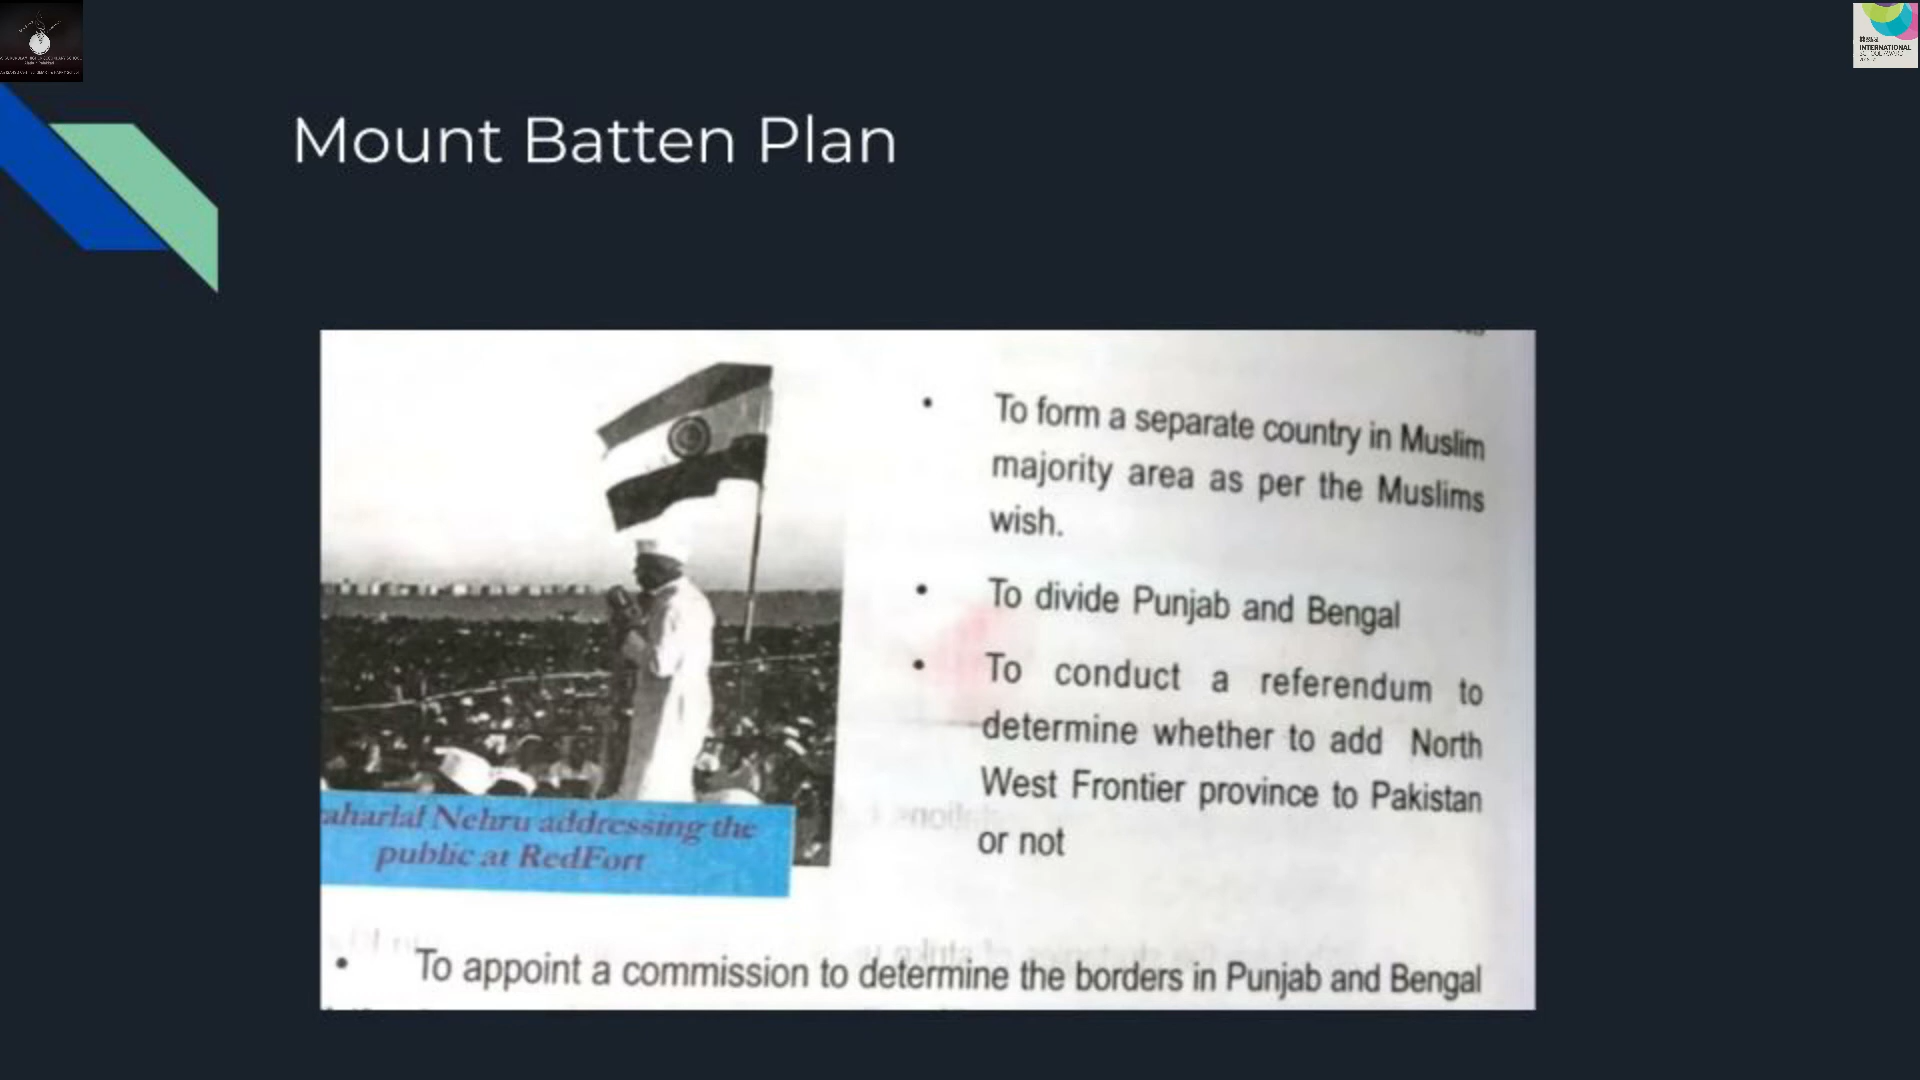 INTERNATIONAL
Mount Batten Plan
• To form a separate country in Muslim
majority area as per the Muslims
wish.
• To divide Punjab and Bengal
• To conduct a referendum to
determine whether to add North
West Frontier province to Pakistan
or not
aharlal Nehru addressing the
public at RedFort
• To appoint a commission to determine the borders in Punjab and Bengal